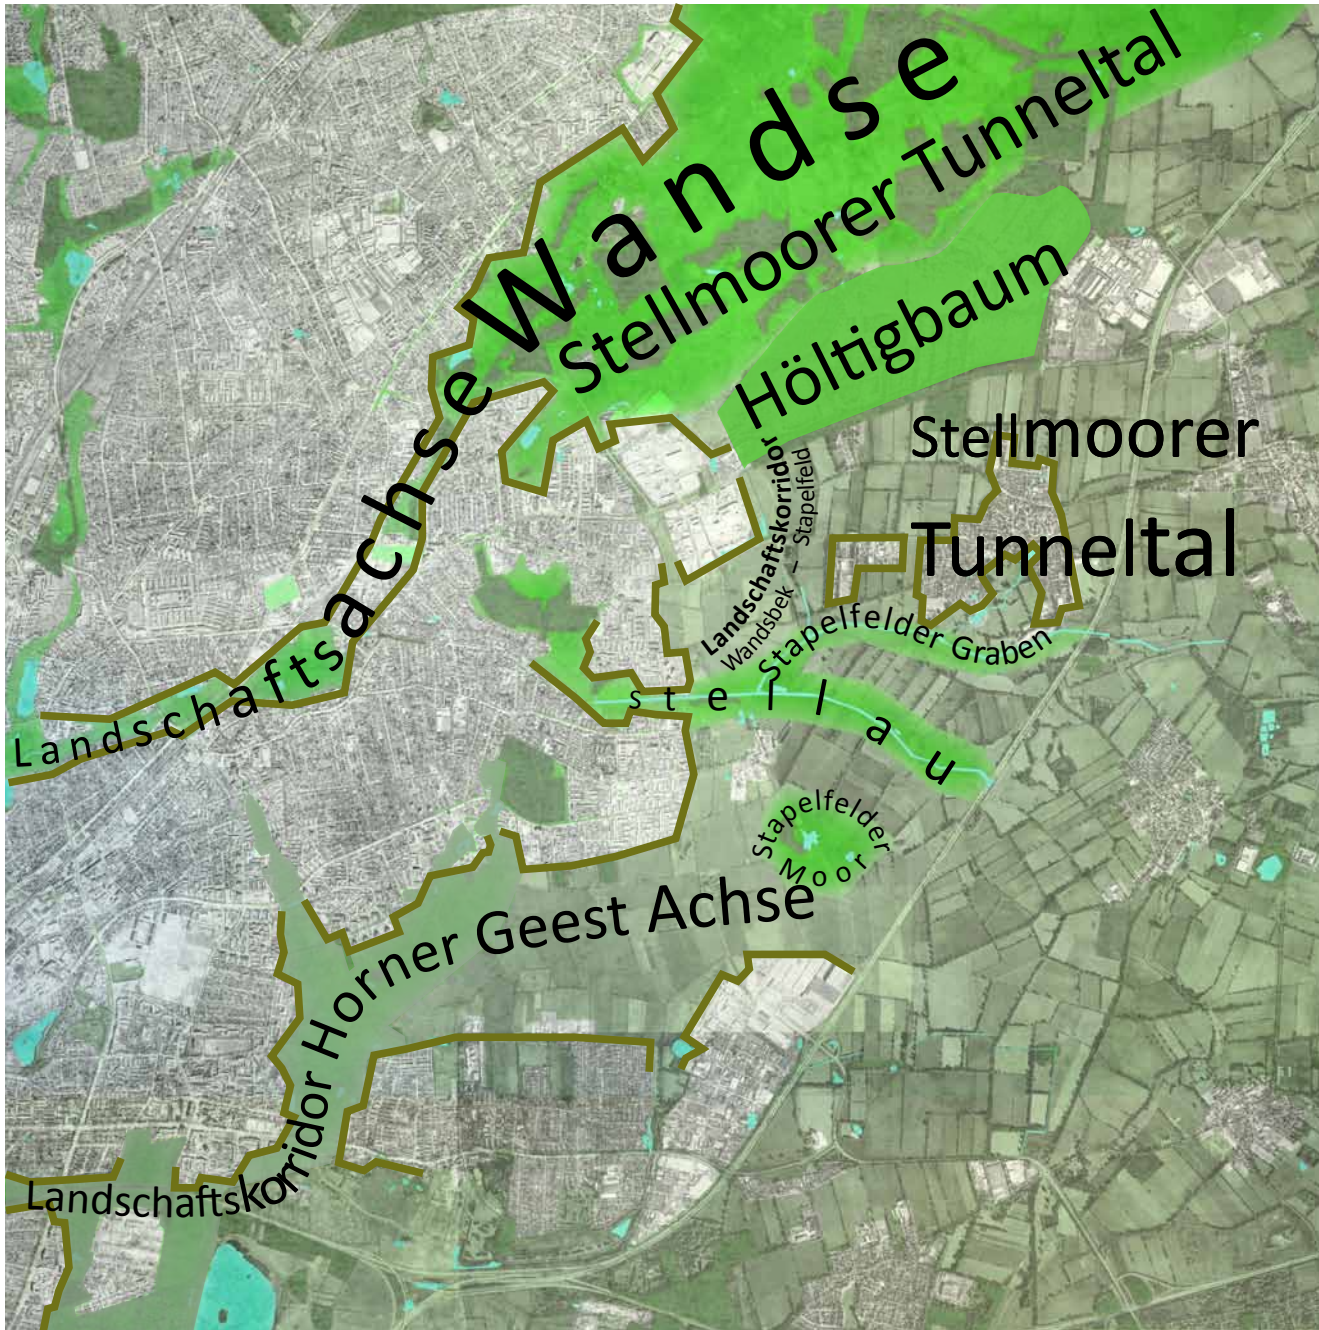 Landschaftsachse Wandse
Stellmoorer Tunneltal
Höltigbaum
Stellmoorer
Tunneltal
Landschaftskorridor
Wandsbek – Stapelfeld
Stapelfelder Graben
stellau
Stapelfelder
Moor
Landschaftskorridor Horner Geest Achse